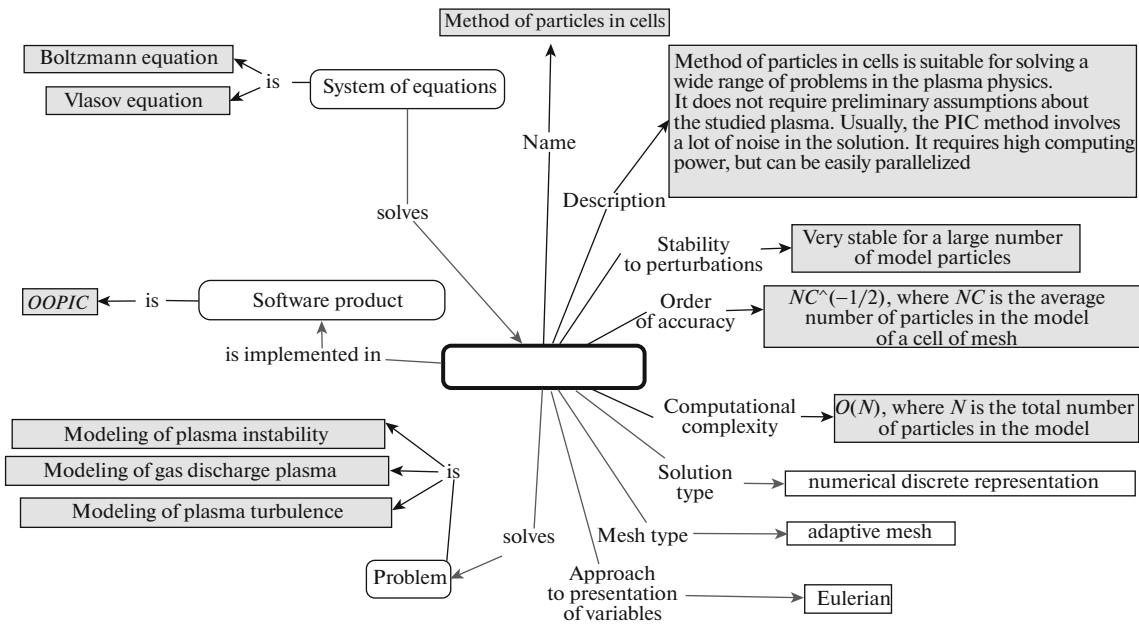 Method of particles in cells
Boltzmann equation
is
Vlasov equation
System of equations
Name
Method of particles in cells is suitable for solving a
wide range of problems in the plasma physics.
It does not require preliminary assumptions about
the studied plasma. Usually, the PIC method involves
a lot of noise in the solution. It requires high computing
power, but can be easily parallelized
Description
solves
Stability
to perturbations
Very stable for a large number
of model particles
OOPIC
is
Software product
Order
of accuracy
NC^(−1/2), where NC is the average
number of particles in the model
of a cell of mesh
is implemented in
Computational
complexity
O(N), where N is the total number
of particles in the model
Modeling of plasma instability
Modeling of gas discharge plasma
is
Modeling of plasma turbulence
Solution
type
numerical discrete representation
solves
Mesh type
adaptive mesh
Problem
Approach
to presentation
of variables
Eulerian